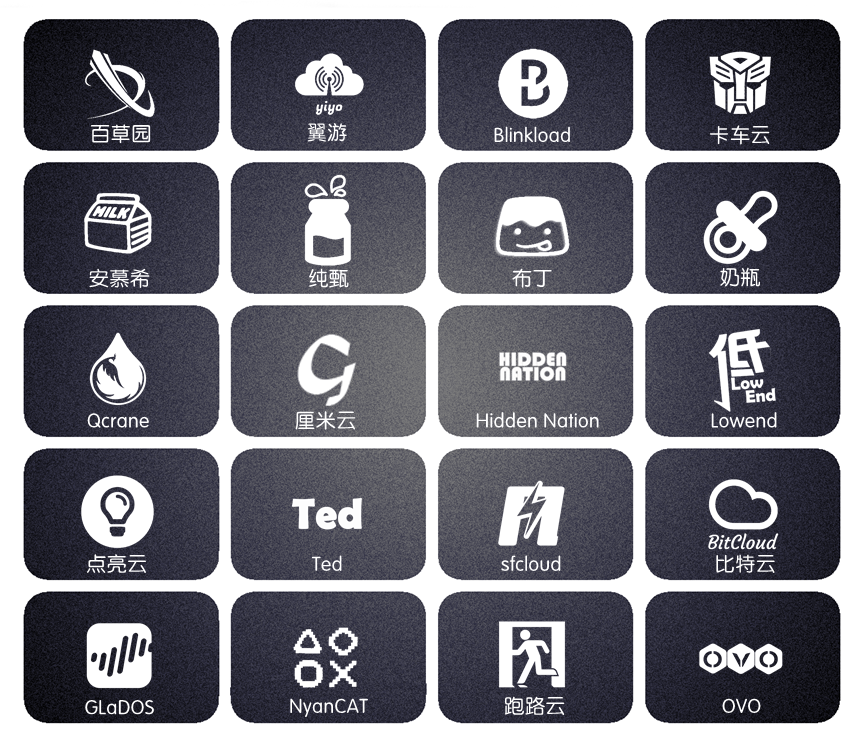 百草园
yiyo
翼游
B
Blinkload
卡车云
MILK
安慕希
纯甄
布丁
奶瓶
Qcrane
G
厘米云
HIDDEN
NATION
Hidden Nation
低
Low
End
Lowend
点亮云
Ted
Ted
sfcloud
BitCloud
比特云
GLaDOS
NyanCAT
跑路云
OVO
OVO